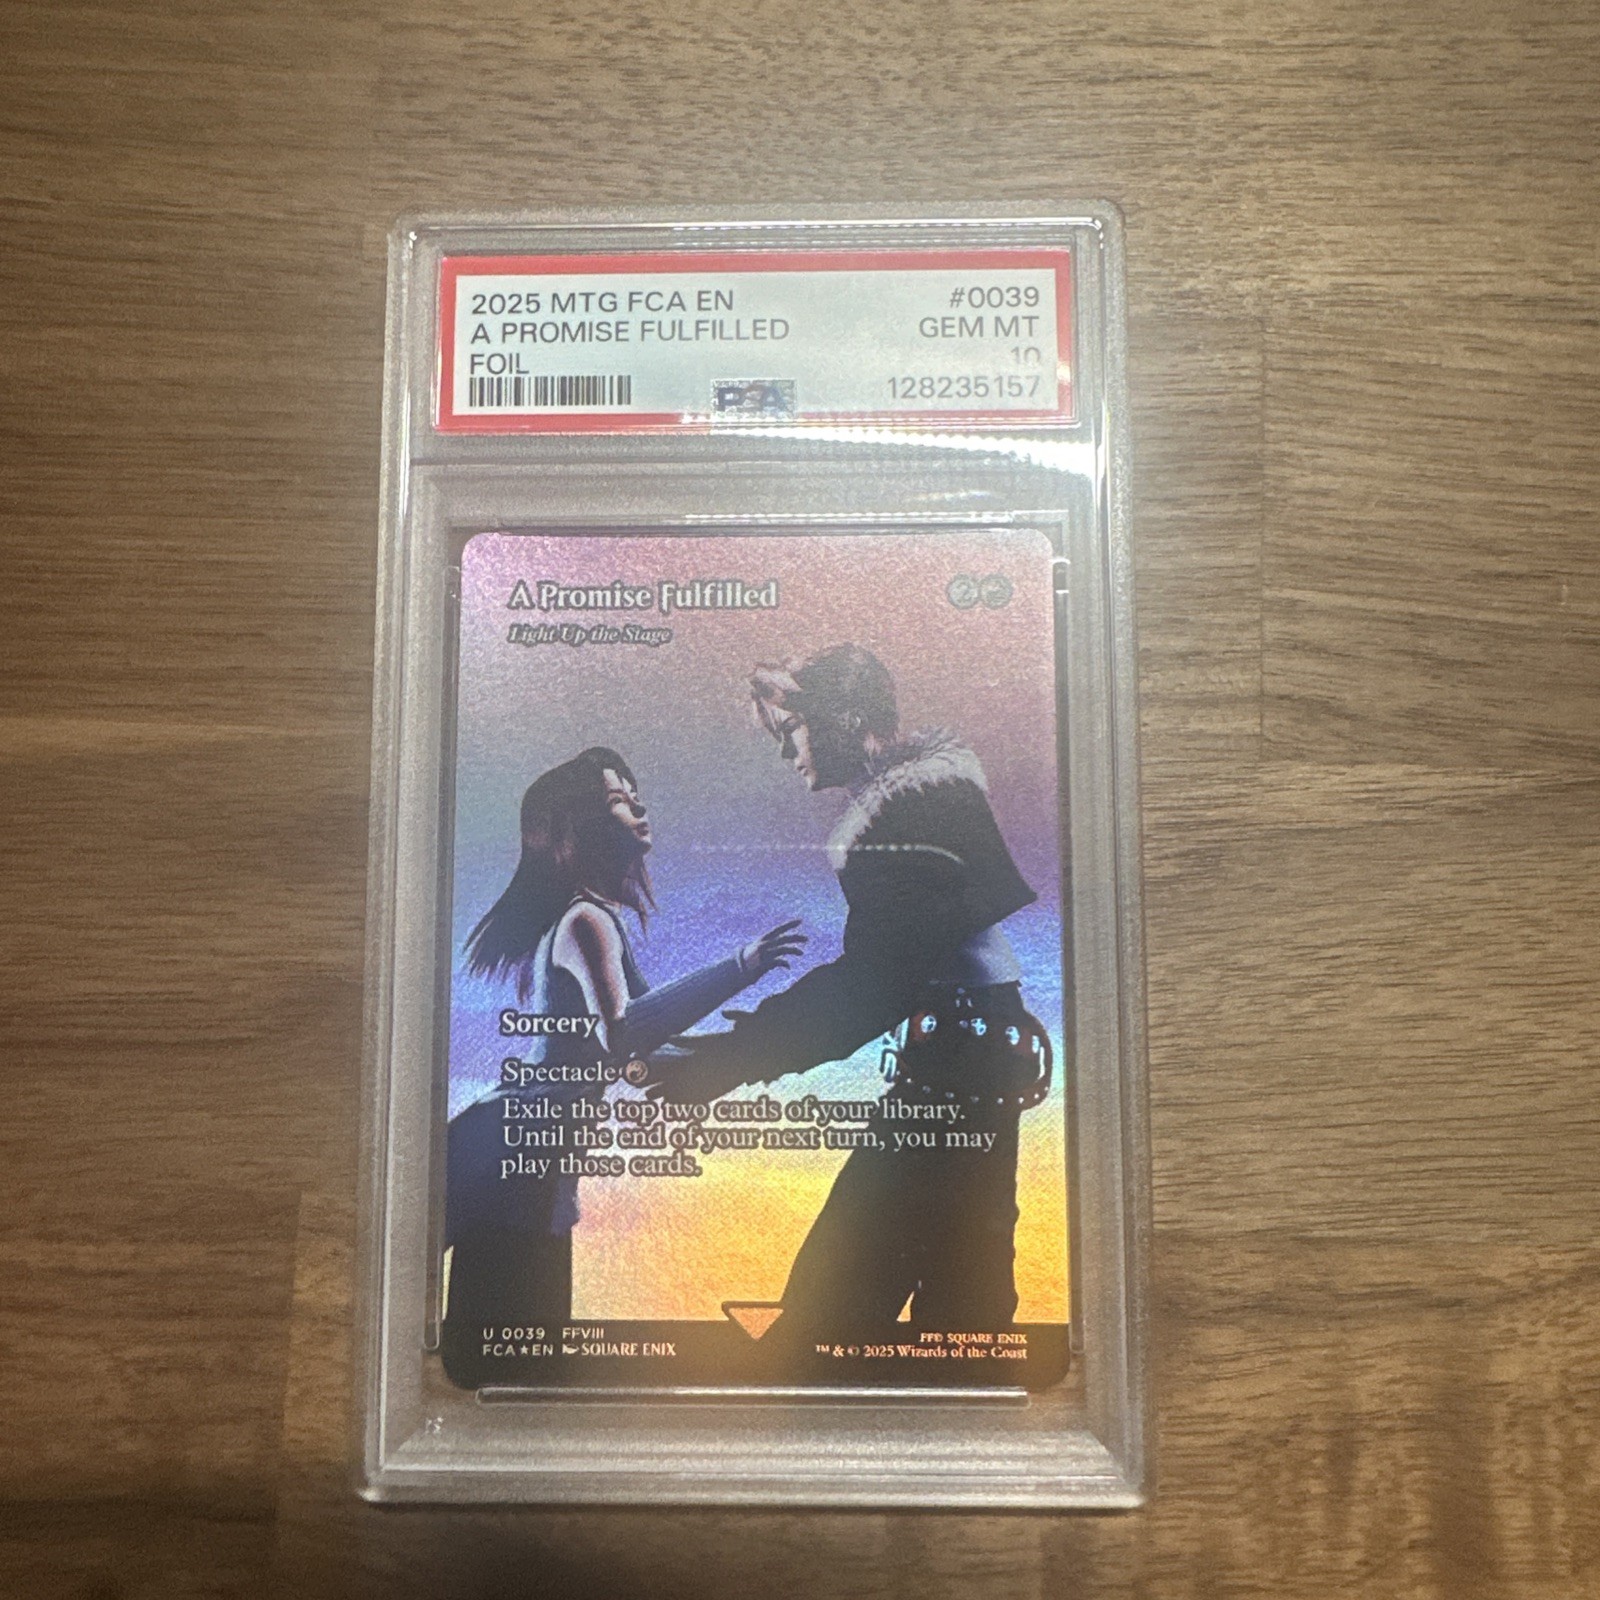 2025 MTG FCA EN #0039
A PROMISE FULFILLED GEM MT
FOIL 10
PSA 128235157
A Promise Fulfilled
Light Up the Stage
Sorcery
Spectacle
Exile the top two cards of your library.
Until the end of your next turn, you may
play those cards.
U 0039 FFVIII
FCA★EN SQUARE ENIX
FF© SQUARE ENIX
™ & © 2025 Wizards of the Coast